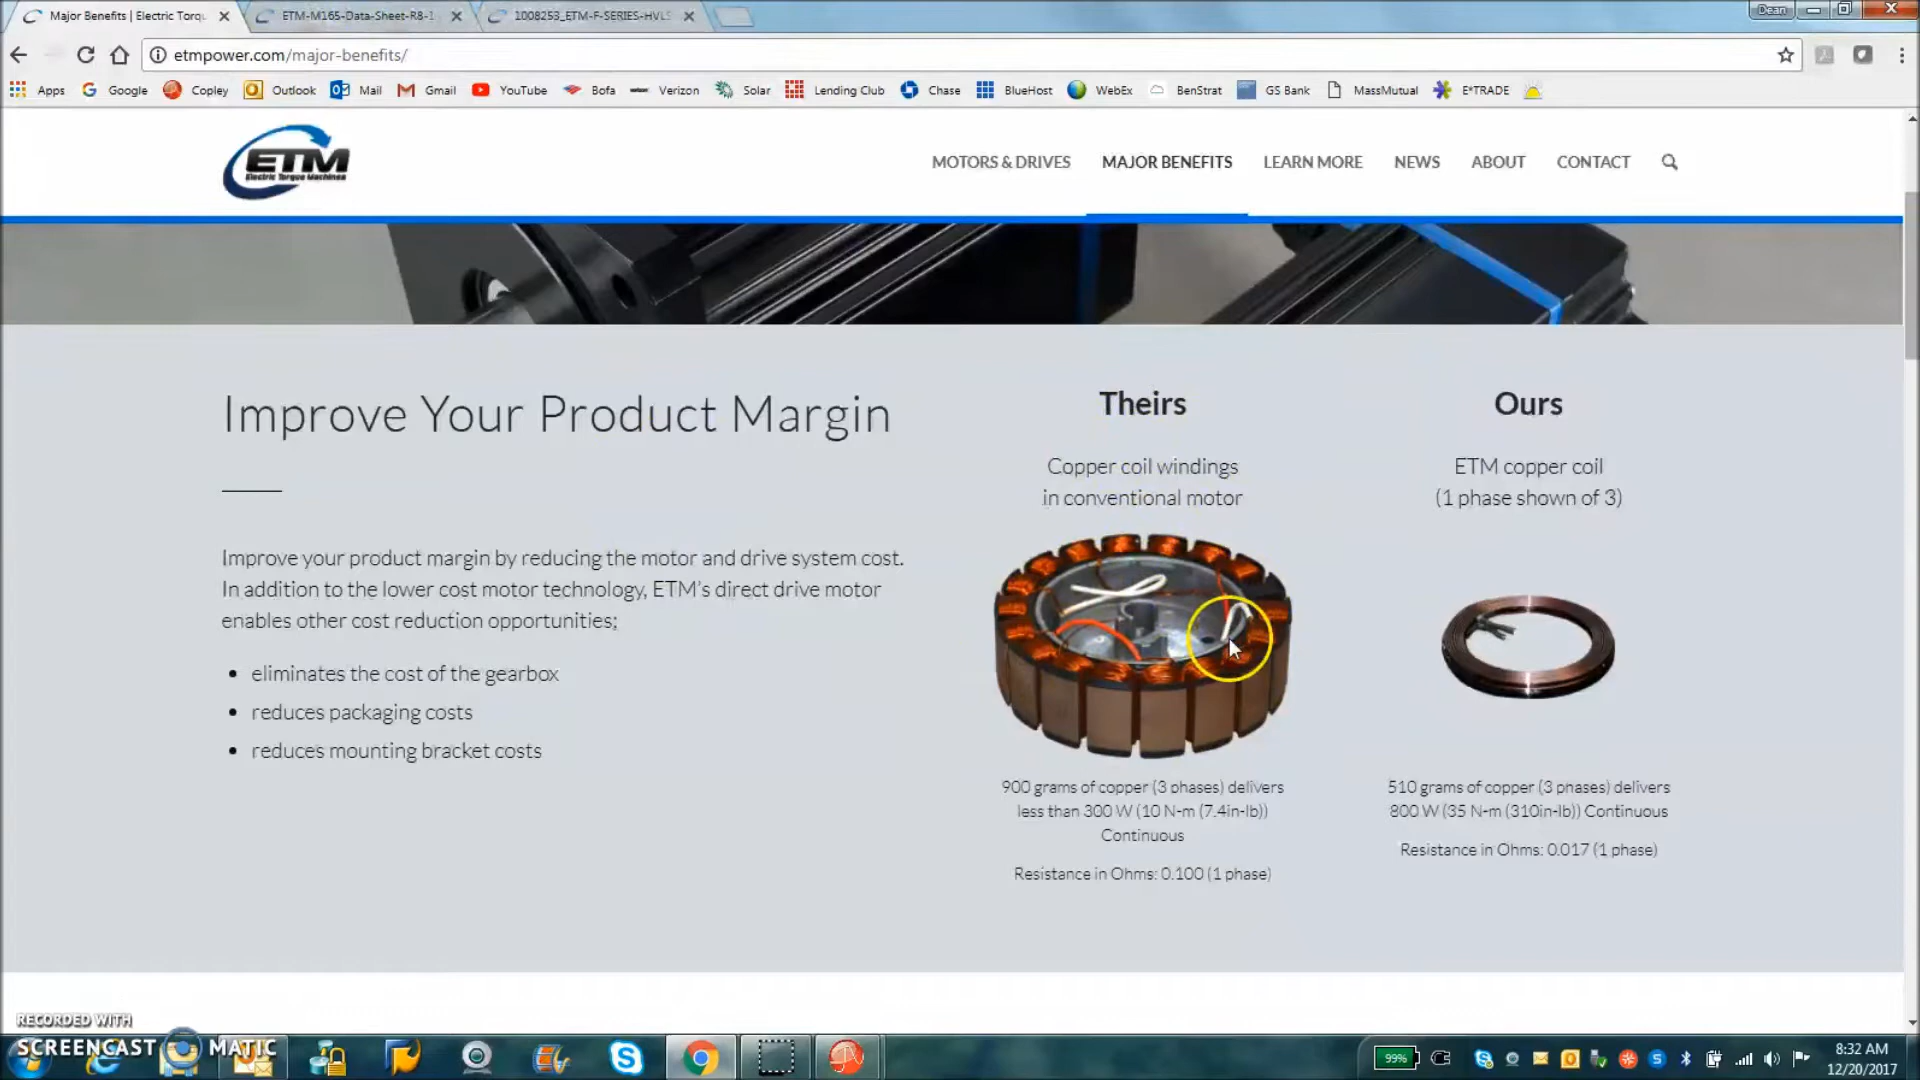 Major Benefits | Electric Torqu
ETM-M165-Data-Sheet-R8-1
1008253_ETM-F-SERIES-HVLS
Dean
etmpower.com/major-benefits/
Apps Google Copley Outlook Mail Gmail YouTube Bofa Verizon Solar Lending Club Chase BlueHost WebEx BenStrat GS Bank MassMutual E*TRADE
ETM
Electric Torque Machines
MOTORS & DRIVES MAJOR BENEFITS LEARN MORE NEWS ABOUT CONTACT
Improve Your Product Margin
Improve your product margin by reducing the motor and drive system cost.
In addition to the lower cost motor technology, ETM's direct drive motor
enables other cost reduction opportunities;
• eliminates the cost of the gearbox
• reduces packaging costs
• reduces mounting bracket costs
Theirs
Copper coil windings
in conventional motor
900 grams of copper (3 phases) delivers
less than 300 W (10 N-m (7.4in-lb))
Continuous
Resistance in Ohms: 0.100 (1 phase)
Ours
ETM copper coil
(1 phase shown of 3)
510 grams of copper (3 phases) delivers
800 W (35 N-m (310in-lb)) Continuous
Resistance in Ohms: 0.017 (1 phase)
RECORDED WITH
SCREENCAST MATIC
99%
8:32 AM
12/20/2017